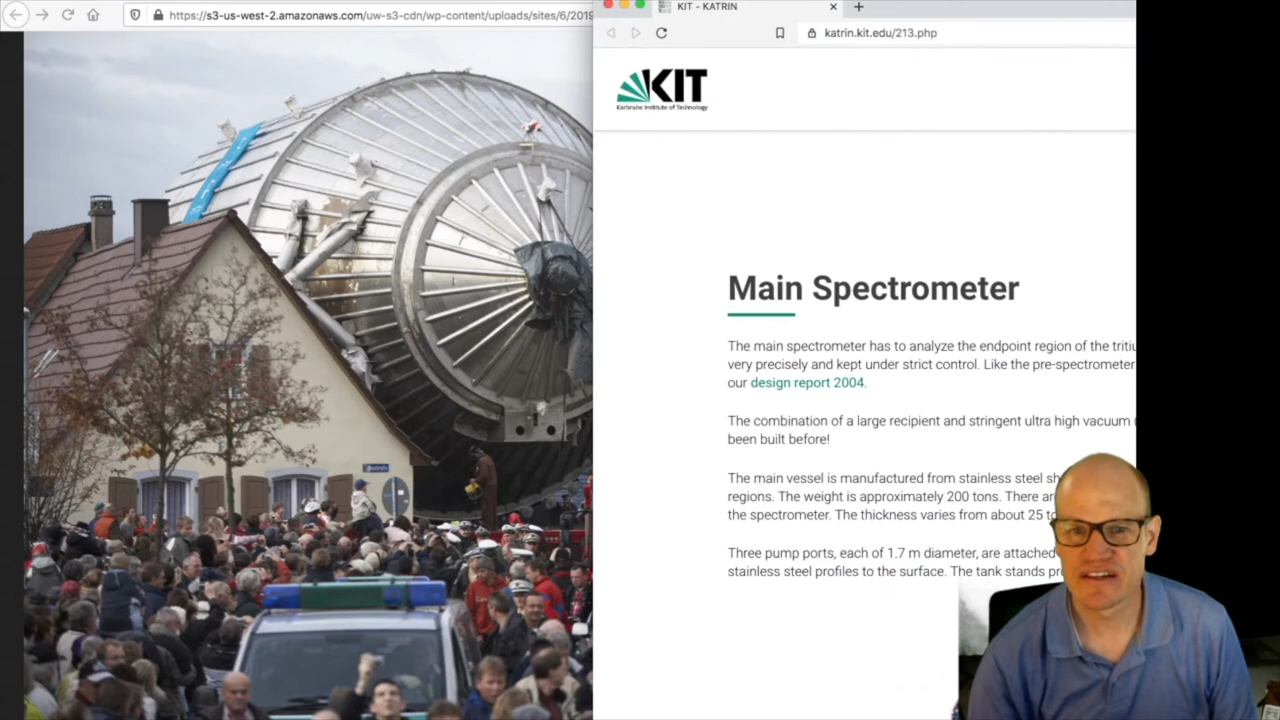 https://s3-us-west-2.amazonaws.com/uw-s3-cdn/wp-content/uploads/sites/6/2019
KIT - KATRIN
katrin.kit.edu/213.php
KIT
Karlsruhe Institute of Technology
Main Spectrometer
The main spectrometer has to analyze the endpoint region of the
very precisely and kept under strict control. Like the pre-spectrometer
our design report 2004.
The combination of a large recipient and stringent ultra high vacuum (
been built before!
The main vessel is manufactured from stainless steel
regions. The weight is approximately 200 tons. There
the spectrometer. The thickness varies from about 25
Three pump ports, each of 1.7 m diameter, are attached
stainless steel profiles to the surface. The tank stands